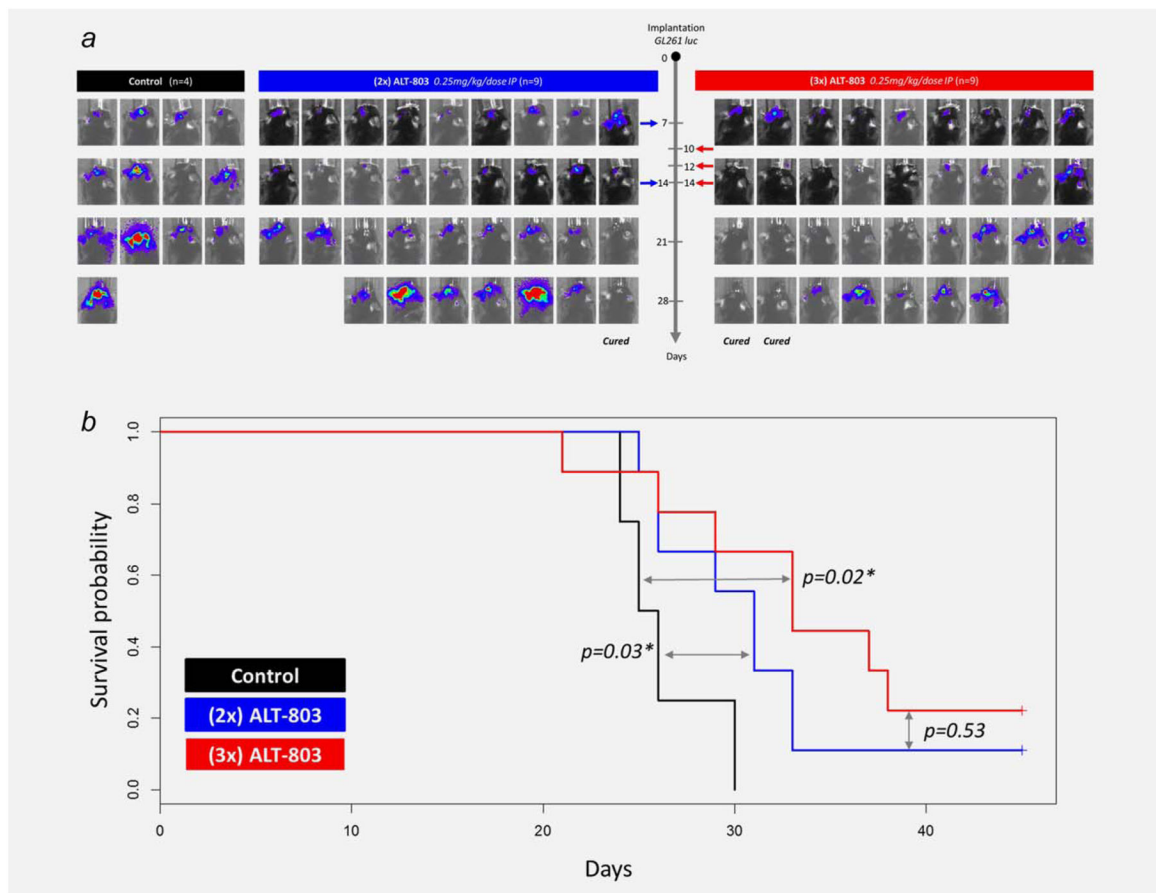 a
Implantation
GL261 luc
0
Control (n=4)
(2x) ALT-803 0.25mg/kg/dose IP (n=9)
(3x) ALT-803 0.25mg/kg/dose IP (n=9)
7
10
12
14
14
21
28
Cured
Cured
Cured
Days
b
Survival probability
1.0
0.8
0.6
0.4
0.2
0.0
p=0.02*
p=0.03*
p=0.53
Control
(2x) ALT-803
(3x) ALT-803
0
10
20
30
40
Days